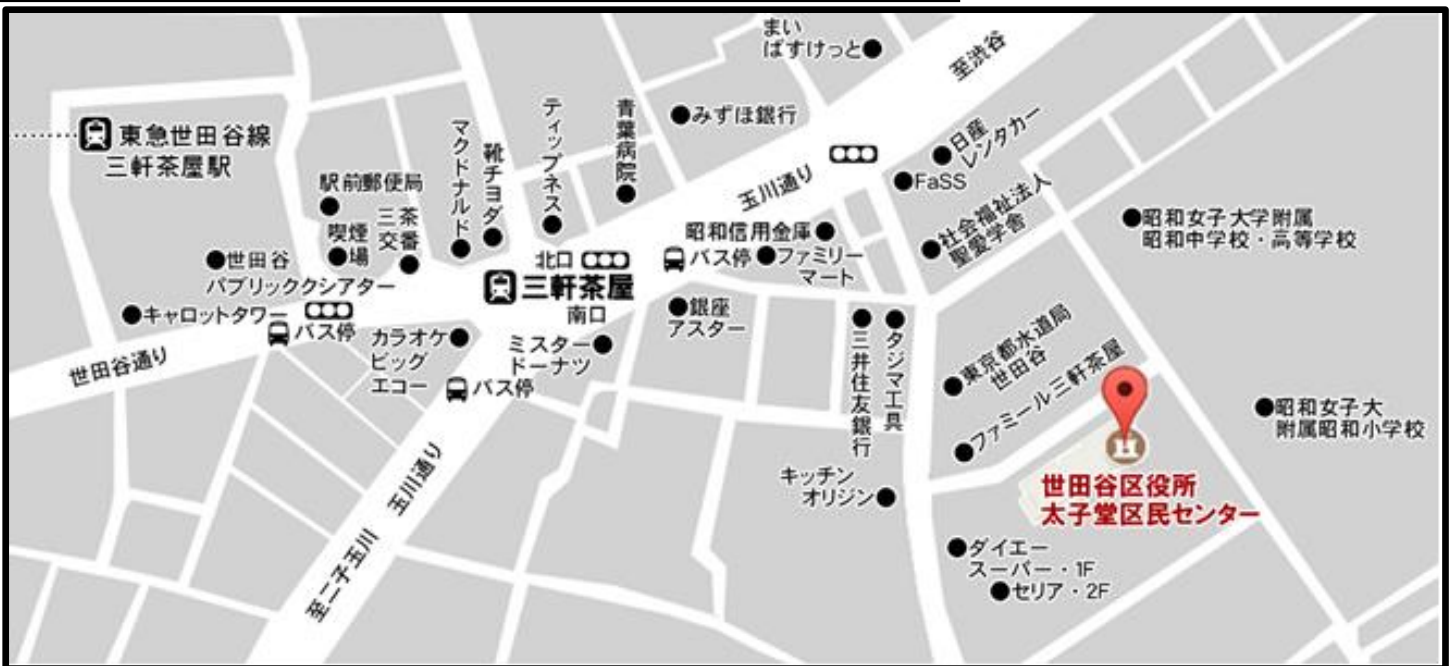 まい
ばすけっと
至渋谷
東急世田谷線
三軒茶屋駅
マクドナルド
靴チヨダ
ティップネス
青葉病院
みずほ銀行
日産
レンタカー
FaSS
駅前郵便局
喫煙
場
三茶
交番
玉川通り
昭和信用金庫
社会福祉法人
聖愛学舎
昭和女子大学附属
昭和中学校・高等学校
世田谷
パブリッククシアター
北口
三軒茶屋
南口
バス停
ファミリー
マート
キャロットタワー
バス停
カラオケ
ビッグ
エコー
ミスター
ドーナツ
銀座
アスター
世田谷通り
バス停
三井住友銀行
タジマ工具
東京都水道局
世田谷
ファミール三軒茶屋
昭和女子大
附属昭和小学校
玉川通り
至二子玉川
キッチン
オリジン
世田谷区役所
太子堂区民センター
ダイエー
スーパー・1F
セリア・2F